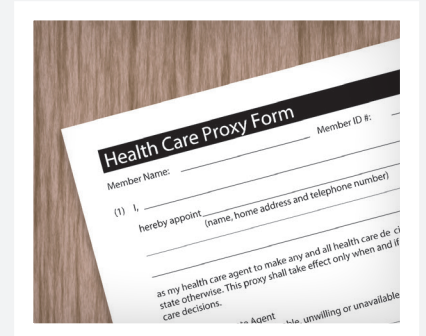 Health Care Proxy Form
Member Name: Member ID #:
(1) I,
hereby appoint
(name, home address and telephone number)
as my health care agent to make any and all health care de
state otherwise. This proxy shall take effect only when and if
care decisions.
Agent
unwilling or unavailable